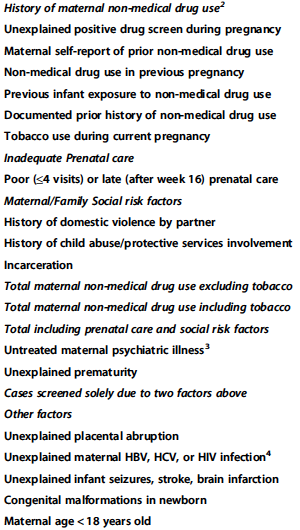 History of maternal non-medical drug use²
Unexplained positive drug screen during pregnancy
Maternal self-report of prior non-medical drug use
Non-medical drug use in previous pregnancy
Previous infant exposure to non-medical drug use
Documented prior history of non-medical drug use
Tobacco use during current pregnancy
Inadequate Prenatal care
Poor (≤4 visits) or late (after week 16) prenatal care
Maternal/Family Social risk factors
History of domestic violence by partner
History of child abuse/protective services involvement
Incarceration
Total maternal non-medical drug use excluding tobacco
Total maternal non-medical drug use including tobacco
Total including prenatal care and social risk factors
Untreated maternal psychiatric illness³
Unexplained prematurity
Cases screened solely due to two factors above
Other factors
Unexplained placental abruption
Unexplained maternal HBV, HCV, or HIV infection⁴
Unexplained infant seizures, stroke, brain infarction
Congenital malformations in newborn
Maternal age < 18 years old